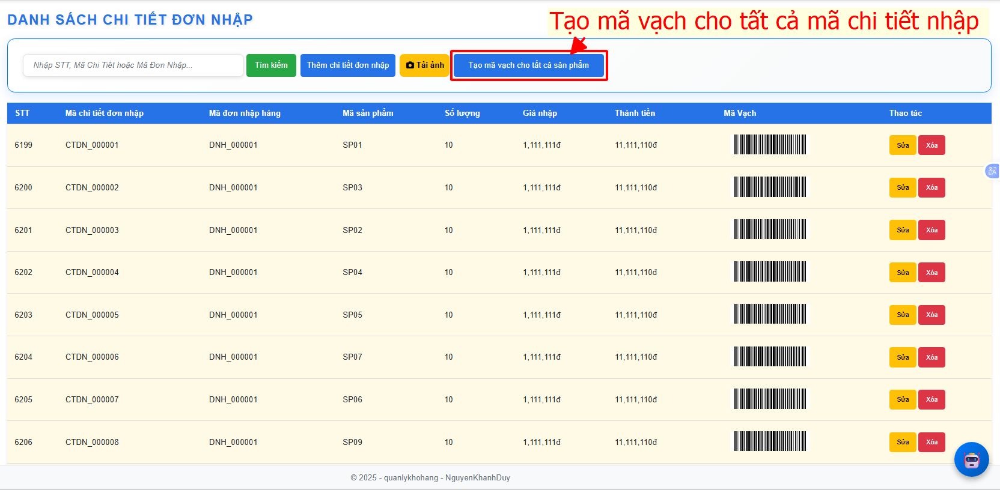 DANH SÁCH CHI TIẾT ĐƠN NHẬP
Tạo mã vạch cho tất cả mã chi tiết nhập
Nhập STT, Mã Chi Tiết hoặc Mã Đơn Nhập... Tìm kiếm Thêm chi tiết đơn nhập Tải ảnh Tạo mã vạch cho tất cả sản phẩm
STT Mã chi tiết đơn nhập Mã đơn nhập hàng Mã sản phẩm Số lượng Giá nhập Thành tiền Mã Vạch Thao tác
6199 CTDN_000001 DNH_000001 SP01 10 1,111,111đ 11,111,110đ Sửa Xóa
6200 CTDN_000002 DNH_000001 SP03 10 1,111,111đ 11,111,110đ Sửa Xóa
6201 CTDN_000003 DNH_000001 SP02 10 1,111,111đ 11,111,110đ Sửa Xóa
6202 CTDN_000004 DNH_000001 SP04 10 1,111,111đ 11,111,110đ Sửa Xóa
6203 CTDN_000005 DNH_000001 SP05 10 1,111,111đ 11,111,110đ Sửa Xóa
6204 CTDN_000006 DNH_000001 SP07 10 1,111,111đ 11,111,110đ Sửa Xóa
6205 CTDN_000007 DNH_000001 SP06 10 1,111,111đ 11,111,110đ Sửa Xóa
6206 CTDN_000008 DNH_000001 SP09 10 1,111,111đ 11,111,110đ Sửa Xóa
© 2025 - quanlykhohang - NguyenKhanhDuy